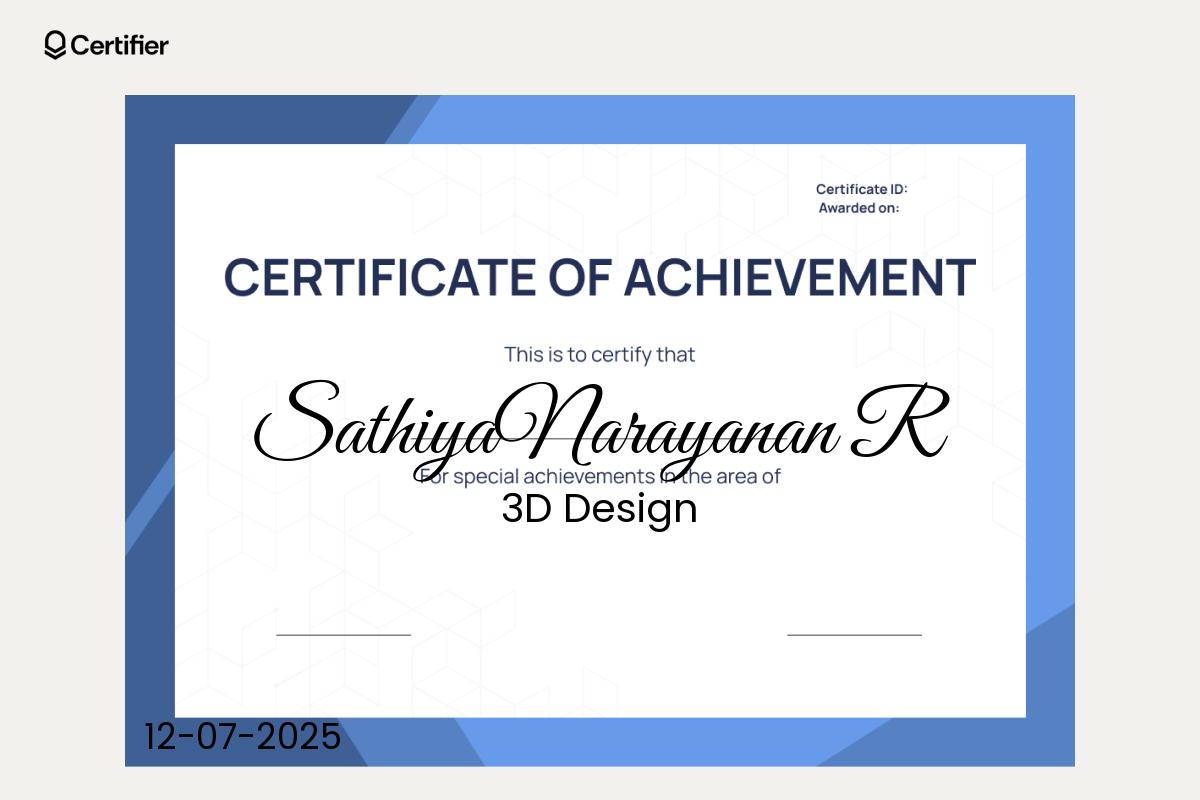 Certifier
Certificate ID:
Awarded on:
CERTIFICATE OF ACHIEVEMENT
This is to certify that
SathiyaNarayanan R
For special achievements in the area of
3D Design
12-07-2025